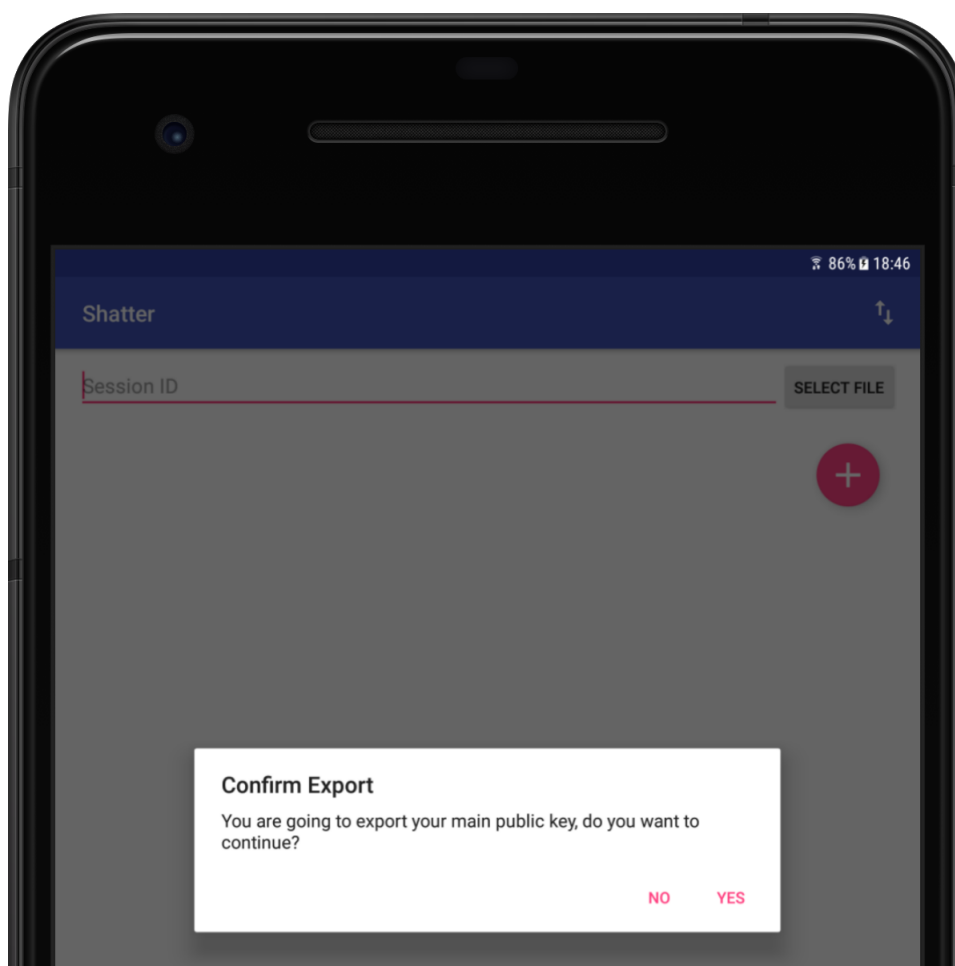 86% 18:46
Shatter
Session ID
SELECT FILE
Confirm Export
You are going to export your main public key, do you want to
continue?
NO YES